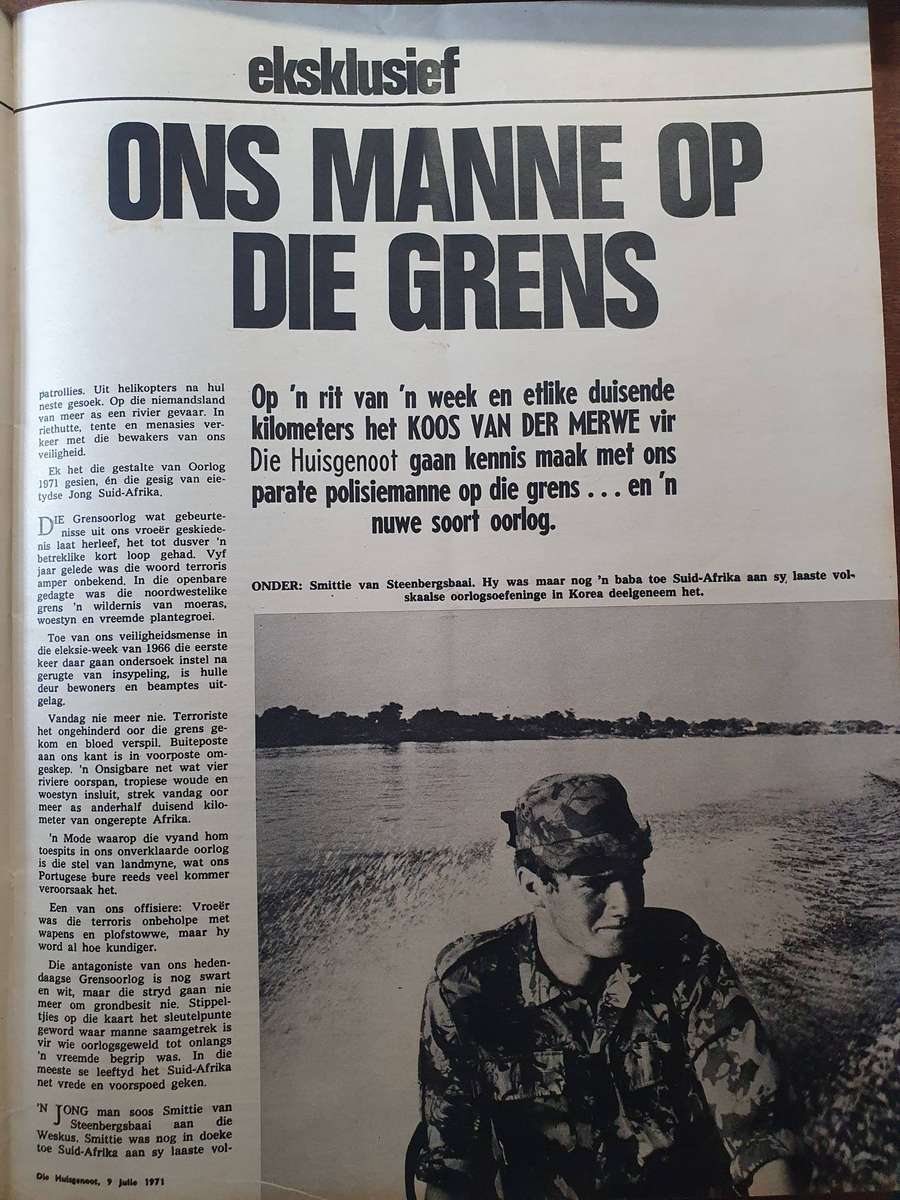 eksklusief
ONS MANNE OP
DIE GRENS
patrollies. Uit helikopters na hul
neste gesoek. Op die niemandsland
van meer as een rivier gevaar. In
riethutte, tente en menasies ver-
keer met die bewakers van ons
veiligheid.
Ek het die gestalte van Oorlog
1971 gesien, én die gesig van eie-
tydse Jong Suid-Afrika.
DIE Grensoorlog wat gebeurte-
nisse uit ons vroeër geskiede-
nis laat herleef, het tot dusver 'n
betreklike kort loop gehad. Vyf
jaar gelede was die woord terroris
amper onbekend. In die openbare
gedagte was die noordwestelike
grens 'n wildernis van moeras,
woestyn en vreemde plantegroei.
Toe van ons veiligheidsmense in
die eleksie-week van 1966 die eerste
keer daar gaan ondersoek instel na
gerugte van insypeling, is hulle
deur bewoners en beamptes uit-
gelag.
Vandag nie meer nie. Terroriste
het ongehinderd oor die grens ge-
kom en bloed verspil. Buiteposte
aan ons kant is in voorposte om-
geskep. 'n Onsigbare net wat vier
riviere oorspan, tropiese woude en
woestyn insluit, strek vandag oor
meer as anderhalf duisend kilo-
meter van ongerepte Afrika.
'n Mode waarop die vyand hom
toespits in ons onverklaarde oorlog
is die stel van landmyne, wat ons
Portugese bure reeds veel kommer
veroorsaak het.
Een van ons offisiere: Vroeër
was die terroris onbeholpe met
wapens en plofstowwe, maar hy
word al hoe kundiger.
Die antagoniste van ons heden-
daagse Grensoorlog is nog swart
en wit, maar die stryd gaan nie
meer om grondbesit nie. Stippel-
tjies op die kaart het sleutelpunte
geword waar manne saamgetrek is
vir wie oorlogsgeweld tot onlangs
'n vreemde begrip was. In die
meeste se leeftyd het Suid-Afrika
net vrede en voorspoed geken.
'N JONG man soos Smittie van
Steenbergsbaai aan die
Weskus. Smittie was nog in doeke
toe Suid-Afrika aan sy laaste vol-
Die Huisgenoot, 9 Julie 1971
Op 'n rit van 'n week en etlike duisende
kilometers het KOOS VAN DER MERWE vir
Die Huisgenoot gaan kennis maak met ons
parate polisiemanne op die grens . . . en 'n
nuwe soort oorlog.
ONDER: Smittie van Steenbergsbaai. Hy was maar nog 'n baba toe Suid-Afrika aan sy laaste vol-
skaalse oorlogsoefeninge in Korea deelgeneem het.